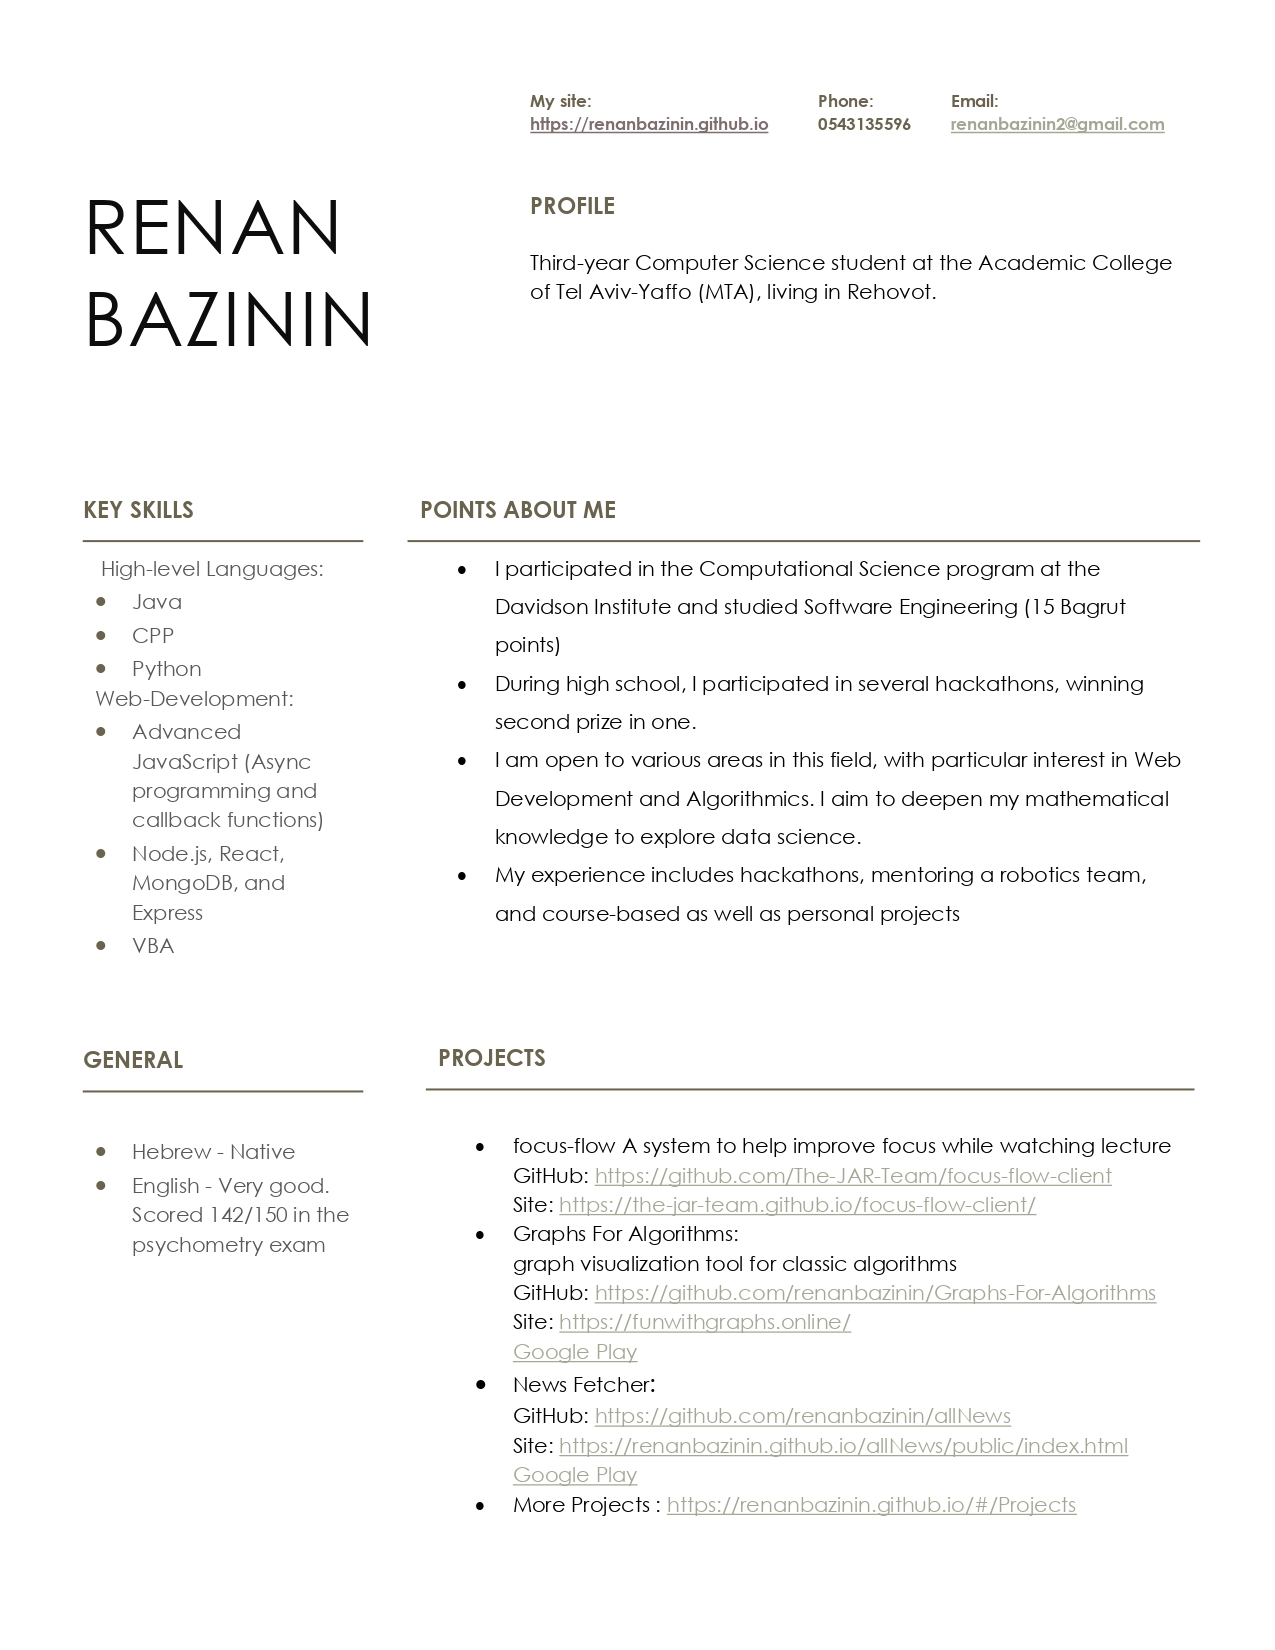 My site: Phone: Email:
https://renanbazinin.github.io 0543135596 renanbazinin2@gmail.com
RENAN
BAZININ
PROFILE
Third-year Computer Science student at the Academic College
of Tel Aviv-Yaffo (MTA), living in Rehovot.
KEY SKILLS
High-level Languages:
• Java
• CPP
• Python
Web-Development:
• Advanced
JavaScript (Async
programming and
callback functions)
• Node.js, React,
MongoDB, and
Express
• VBA
POINTS ABOUT ME
• I participated in the Computational Science program at the
Davidson Institute and studied Software Engineering (15 Bagrut
points)
• During high school, I participated in several hackathons, winning
second prize in one.
• I am open to various areas in this field, with particular interest in Web
Development and Algorithmics. I aim to deepen my mathematical
knowledge to explore data science.
• My experience includes hackathons, mentoring a robotics team,
and course-based as well as personal projects
GENERAL
• Hebrew - Native
• English - Very good.
Scored 142/150 in the
psychometry exam
PROJECTS
• focus-flow A system to help improve focus while watching lecture
GitHub: https://github.com/The-JAR-Team/focus-flow-client
Site: https://the-jar-team.github.io/focus-flow-client/
• Graphs For Algorithms:
graph visualization tool for classic algorithms
GitHub: https://github.com/renanbazinin/Graphs-For-Algorithms
Site: https://funwithgraphs.online/
Google Play
• News Fetcher:
GitHub: https://github.com/renanbazinin/allNews
Site: https://renanbazinin.github.io/allNews/public/index.html
Google Play
• More Projects : https://renanbazinin.github.io/#/Projects